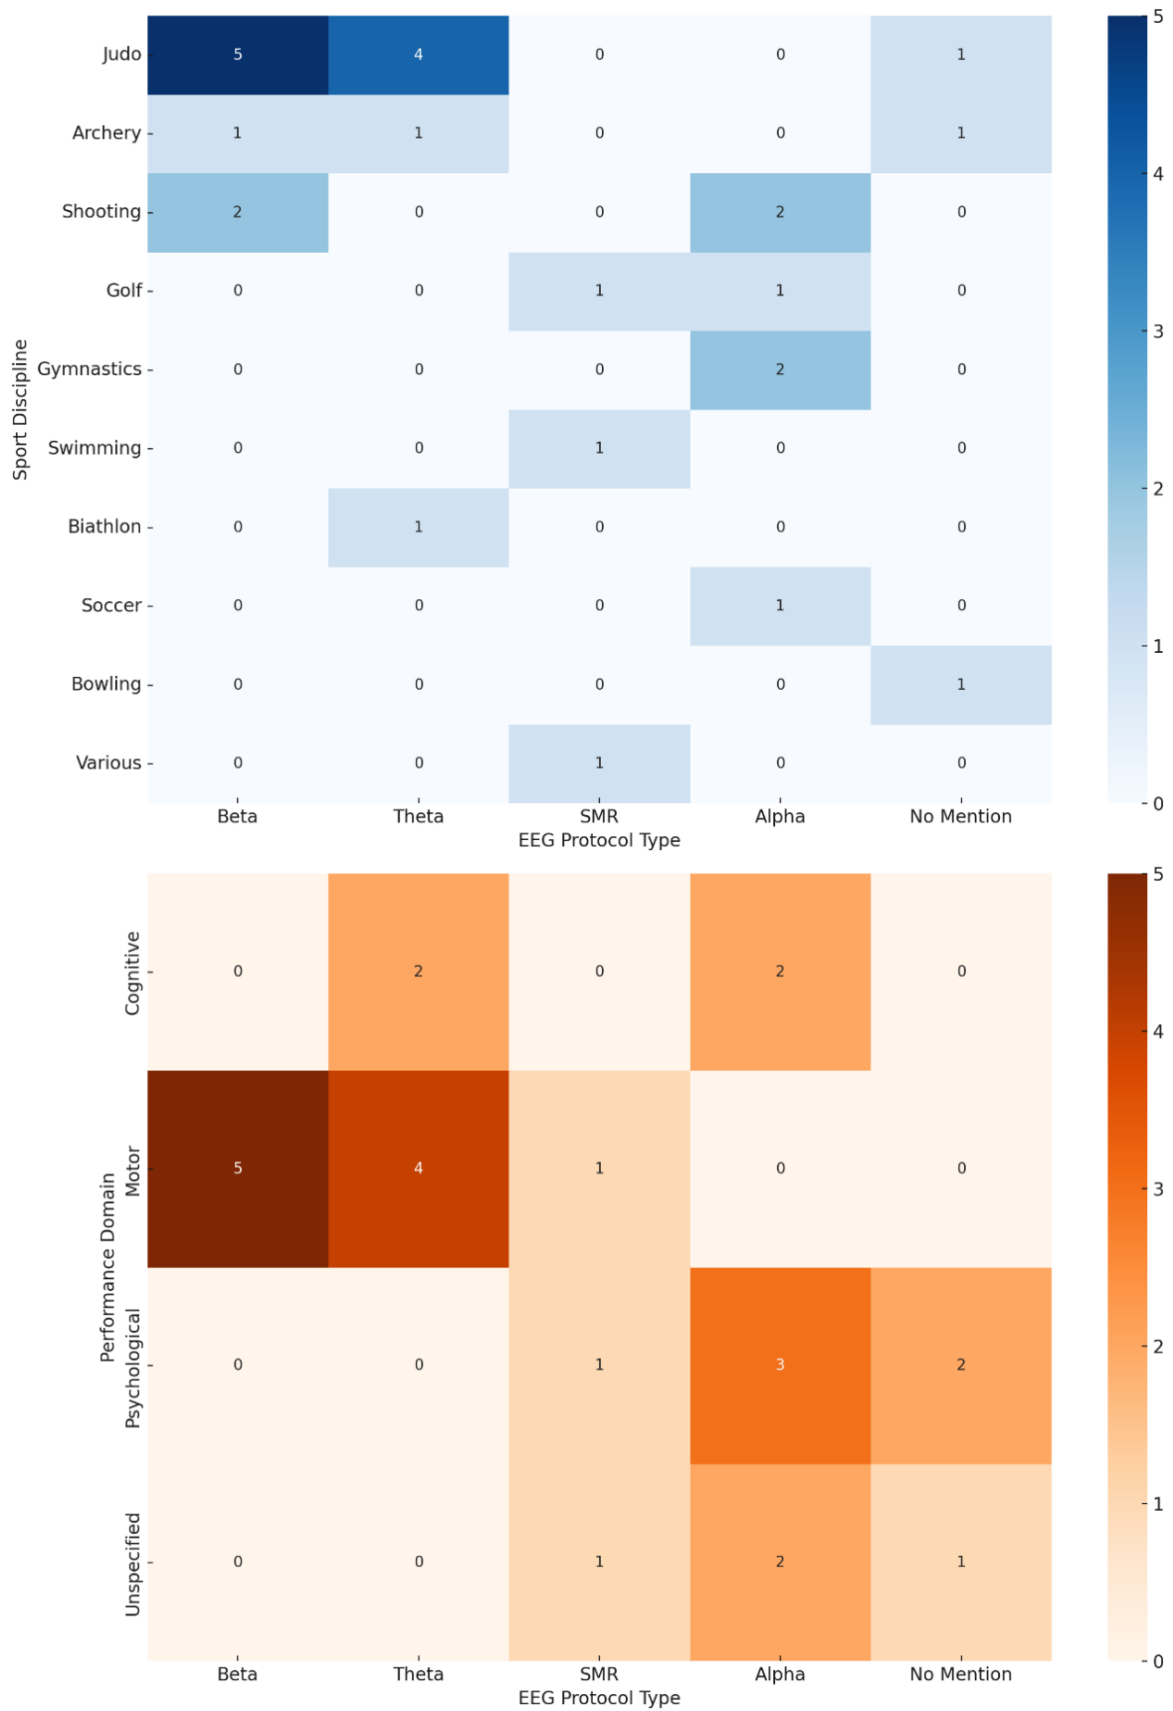 Sport Discipline
Judo 5 4 0 0 1
Archery 1 1 0 0 1
Shooting 2 0 0 2 0
Golf 0 0 1 1 0
Gymnastics 0 0 0 2 0
Swimming 0 0 1 0 0
Biathlon 0 1 0 0 0
Soccer 0 0 0 1 0
Bowling 0 0 0 0 1
Various 0 0 1 0 0
Beta Theta SMR Alpha No Mention
EEG Protocol Type
5
4
3
2
1
0
Performance Domain
Cognitive 0 2 0 2 0
Motor 5 4 1 0 0
Psychological 0 0 1 3 2
Unspecified 0 0 1 2 1
Beta Theta SMR Alpha No Mention
EEG Protocol Type
5
4
3
2
1
0